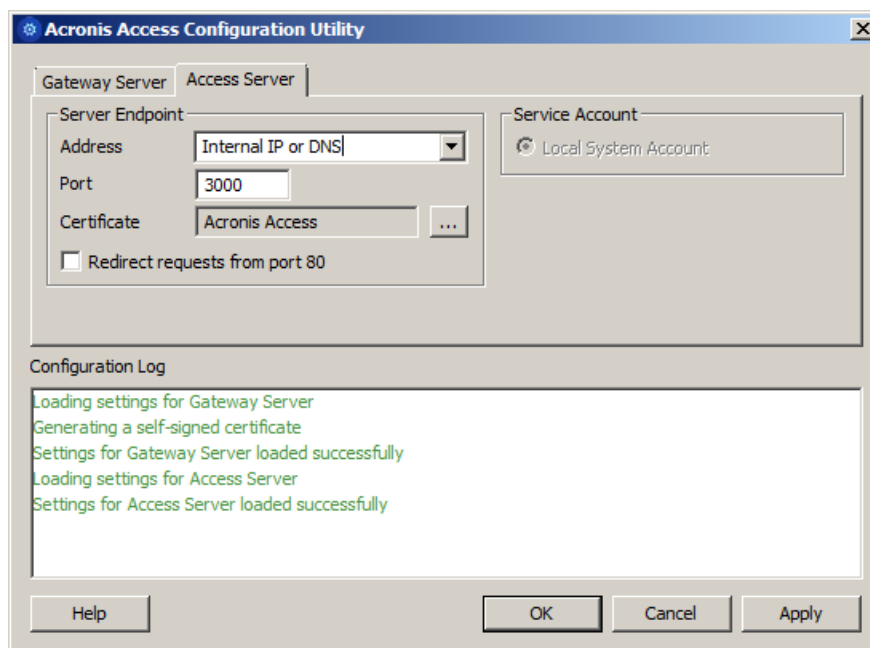 Acronis Access Configuration Utility
Gateway Server
Access Server
Server Endpoint
Address
Internal IP or DNS
Port
3000
Certificate
Acronis Access
...
Redirect requests from port 80
Service Account
Local System Account
Configuration Log
Loading settings for Gateway Server
Generating a self-signed certificate
Settings for Gateway Server loaded successfully
Loading settings for Access Server
Settings for Access Server loaded successfully
Help
OK
Cancel
Apply